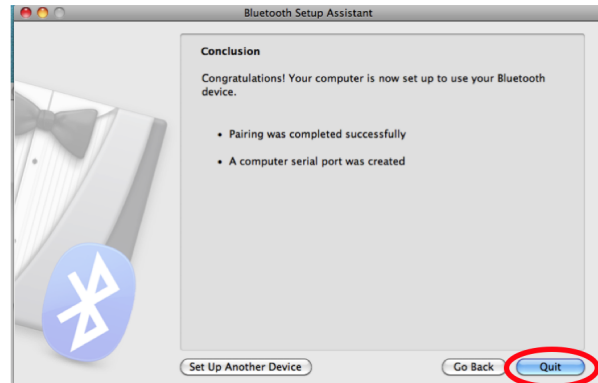 Bluetooth Setup Assistant
Conclusion
Congratulations! Your computer is now set up to use your Bluetooth
device.
• Pairing was completed successfully
• A computer serial port was created
Set Up Another Device
Go Back
Quit